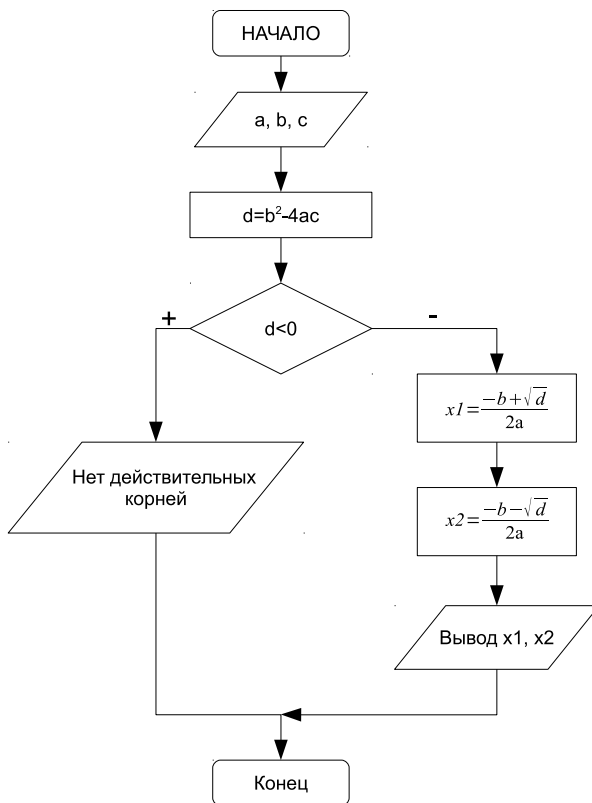 НАЧАЛО
a, b, c
d=b²-4ac
d<0
+
-
x1=(-b+√d)/2a
x2=(-b-√d)/2a
Вывод x1, x2
Нет действительных
корней
Конец